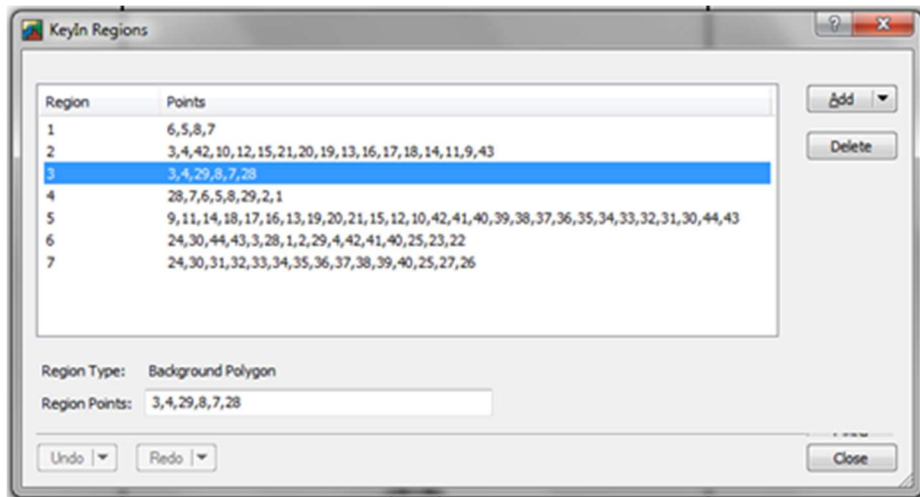 KeyIn Regions
Region Points
1 6,5,8,7
2 3,4,42,10,12,15,21,20,19,13,16,17,18,14,11,9,43
3 3,4,29,8,7,28
4 28,7,6,5,8,29,2,1
5 9,11,14,18,17,16,13,19,20,21,15,12,10,42,41,40,39,38,37,36,35,34,33,32,31,30,44,43
6 24,30,44,43,3,28,1,2,29,4,42,41,40,25,23,22
7 24,30,31,32,33,34,35,36,37,38,39,40,25,27,26
Add
Delete
Region Type: Background Polygon
Region Points: 3,4,29,8,7,28
Undo Redo Close